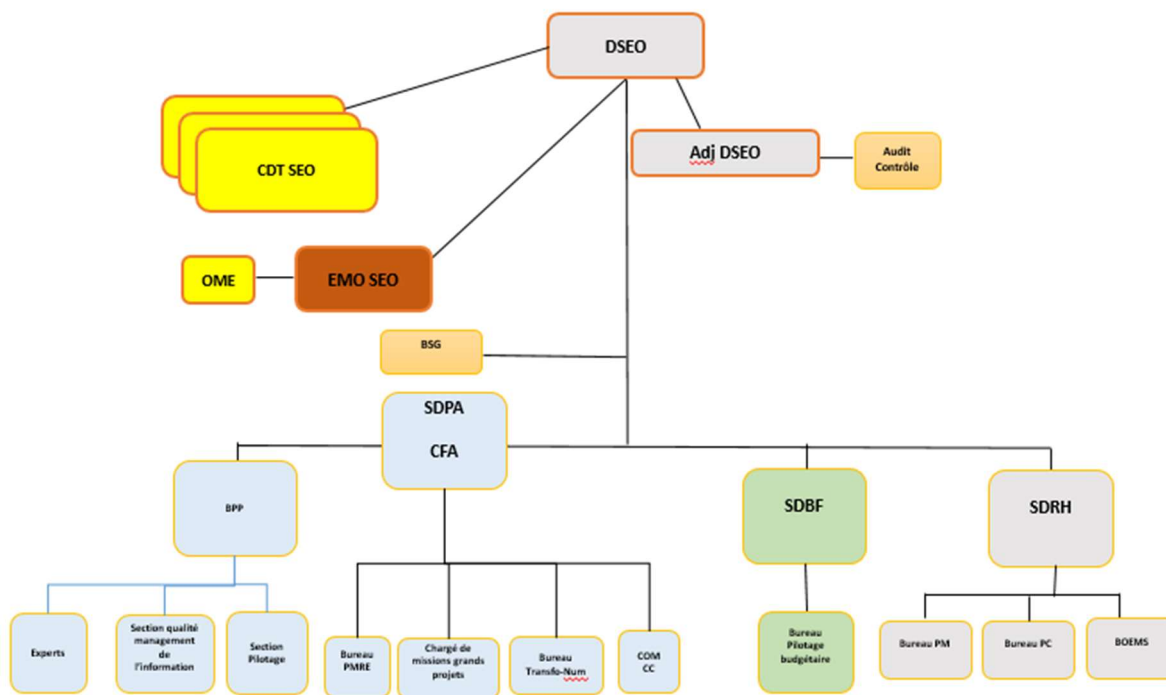 DSEO
Adj DSEO
Audit
Contrôle
CDT SEO
OME
EMO SEO
BSG
SDPA
CFA
BPP
SDBF
SDRH
Experts
Section qualité
management
de
l'information
Section
Pilotage
Bureau
PMRE
Chargé de
missions grands
projets
Bureau
Transfo-Num
COM
CC
Bureau
Pilotage
budgétaire
Bureau PM
Bureau PC
BOEMS